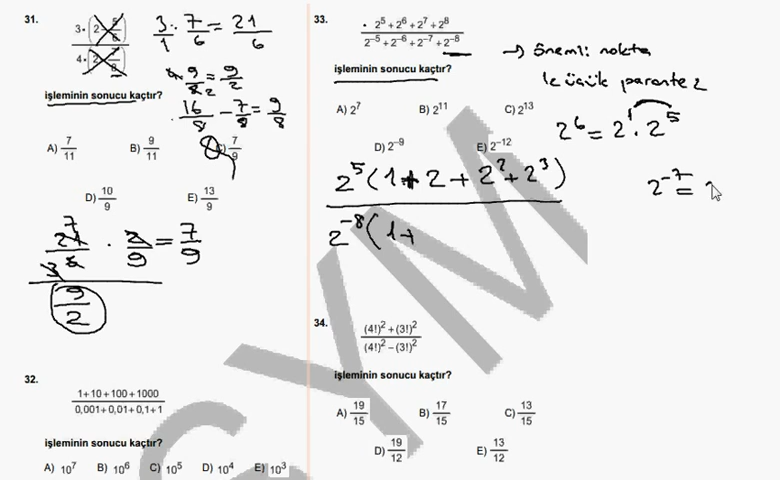 31.
3·(2-5/6)
4·(2-7/8)
3/1 · 7/6 = 21/6
9/8 = 9/2
16/8 - 7/8 = 9/8
işleminin sonucu kaçtır?
A) 7/11 B) 9/11 C) 7/9
D) 10/9 E) 13/9
21/6 · 2/9 = 7/9
7
3
9/2
32.
1+10+100+1000
0,001+0,01+0,1+1
işleminin sonucu kaçtır?
A) 10⁷ B) 10⁶ C) 10⁵ D) 10⁴ E) 10³
33.
2⁵+2⁶+2⁷+2⁸
2⁻⁵+2⁻⁶+2⁻⁷+2⁻⁸
→ önemli nokta
küçük parantez
işleminin sonucu kaçtır?
A) 2⁷ B) 2¹¹ C) 2¹³
D) 2⁻⁹ E) 2⁻¹²
2⁶ = 2¹ · 2⁵
2⁵(1+2+2²+2³)
2⁻⁸(1+
2⁻⁷ =
34.
(4!)²+(3!)²
(4!)²-(3!)²
işleminin sonucu kaçtır?
A) 19/15 B) 17/15 C) 13/15
D) 19/12 E) 13/12